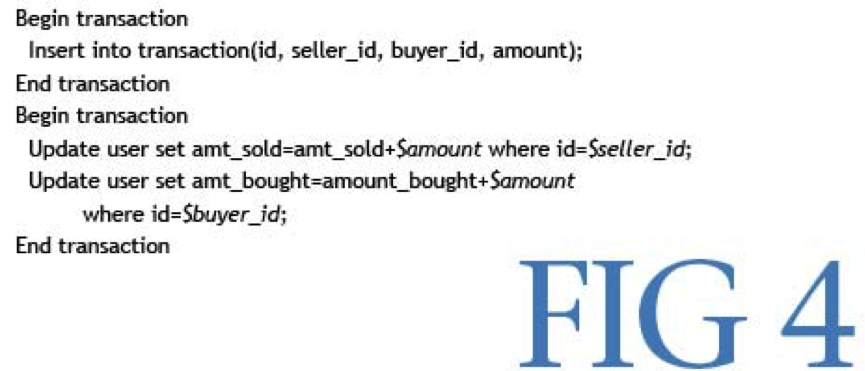 Begin transaction
Insert into transaction(id, seller_id, buyer_id, amount);
End transaction
Begin transaction
Update user set amt_sold=amt_sold+$amount where id=$seller_id;
Update user set amt_bought=amount_bought+$amount
where id=$buyer_id;
End transaction
FIG 4